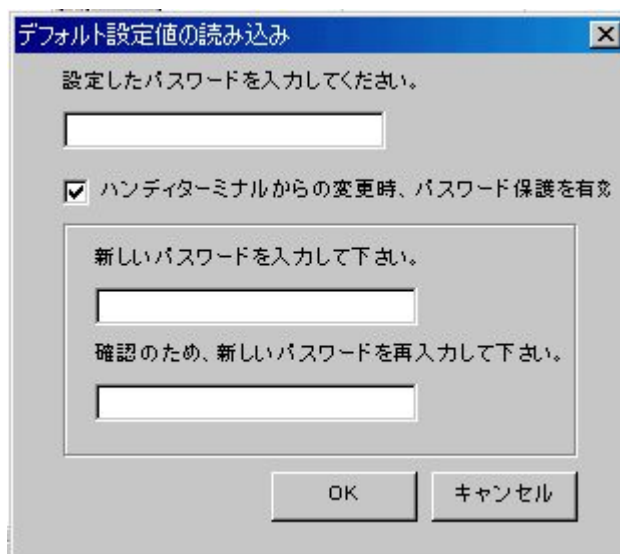 デフォルト設定値の読み込み
設定したパスワードを入力してください。
ハンディターミナルからの変更時、パスワード保護を有効
新しいパスワードを入力して下さい。
確認のため、新しいパスワードを再入力して下さい。
OK
キャンセル